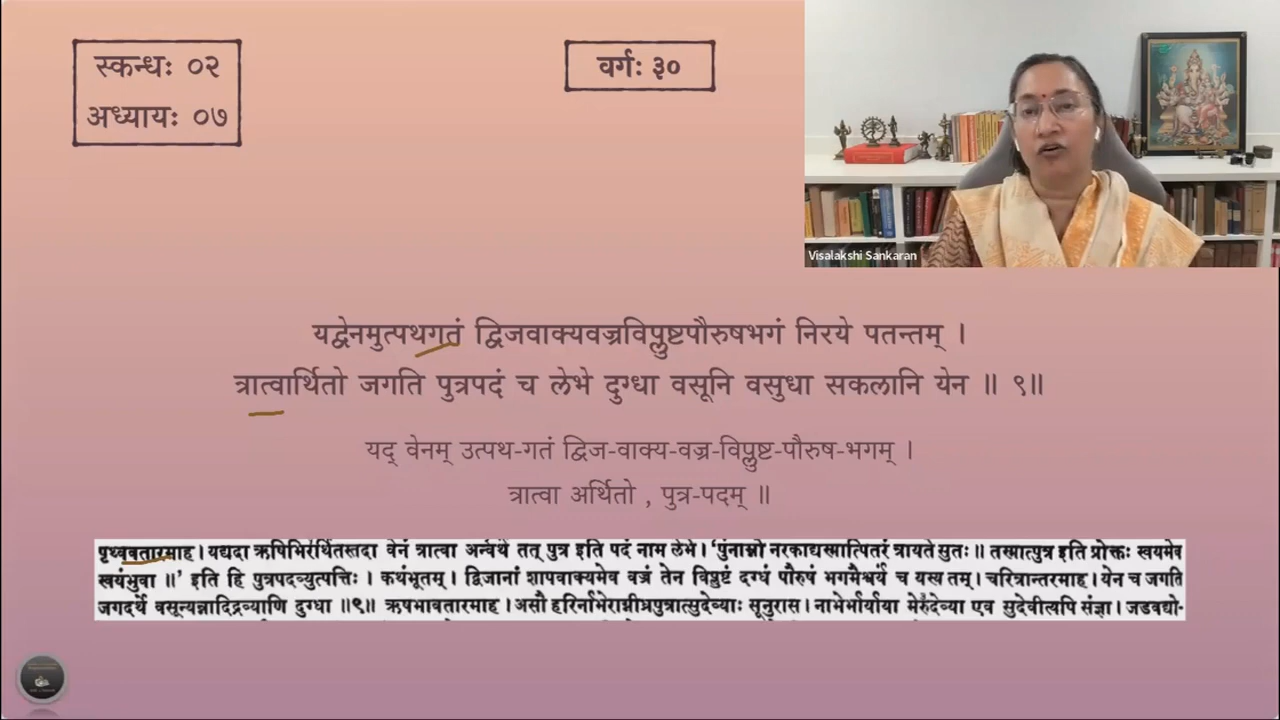 स्कन्धः ०२
अध्यायः ०७
वर्गः ३०
Visalakshi Sankaran
यद्वेनमुत्पथगतं द्विजवाक्यवज्रविप्लुष्टपौरुषभगं निरये पतन्तम् ।
त्रात्वार्थितो जगति पुत्रपदं च लेभे दुग्धा वसूनि वसुधा सकलानि येन ॥ ९॥
यद् वेनम् उत्पथ-गतं द्विज-वाक्य-वज्र-विप्लुष्ट-पौरुष-भगम् ।
त्रात्वा अर्थितो , पुत्र-पदम् ॥
पृथ्ववतारमाह । यद्यदा ऋषिभिरर्थितस्तदा वेनं त्रात्वा अन्वर्थं तत् पुत्र इति पदं नाम लेभे । 'पुंनाम्नो नरकाद्यस्मात्पितरं त्रायते सुतः ॥ तस्मात्पुत्र इति प्रोक्तः स्वयमेव
स्वयंभुवा ॥' इति हि पुत्रपदव्युत्पत्तिः । कथंभूतम् । द्विजानां शापवाक्यमेव वज्रं तेन विप्लुष्टं दग्धं पौरुषं भगमैश्वर्यं च यस्य तम् । चरित्रान्तरमाह । येन च जगति
जगदर्थे वसून्यन्नादिद्रव्याणि दुग्धा ॥९॥ ऋषभावतारमाह । असौ हरिर्नाभेराग्नीध्रपुत्रात्सुदेव्याः सूनुरास । नाभेर्भार्याया मेरुदेव्या एव सुदेवीत्यपि संज्ञा । जडवद्यो-